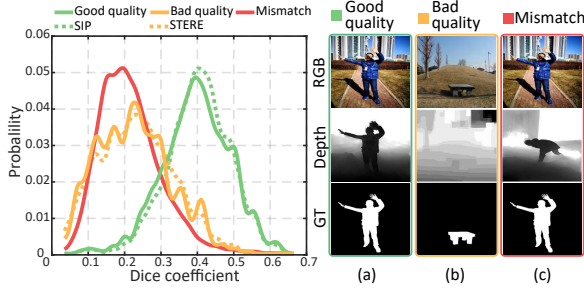 Good quality Bad quality Mismatch
SIP STERE
Probalility
0.06
0.05
0.04
0.03
0.02
0.01
0
0.1 0.2 0.3 0.4 0.5 0.6 0.7
Dice coefficient
Good quality
Bad quality
Mismatch
RGB
Depth
GT
(a) (b) (c)